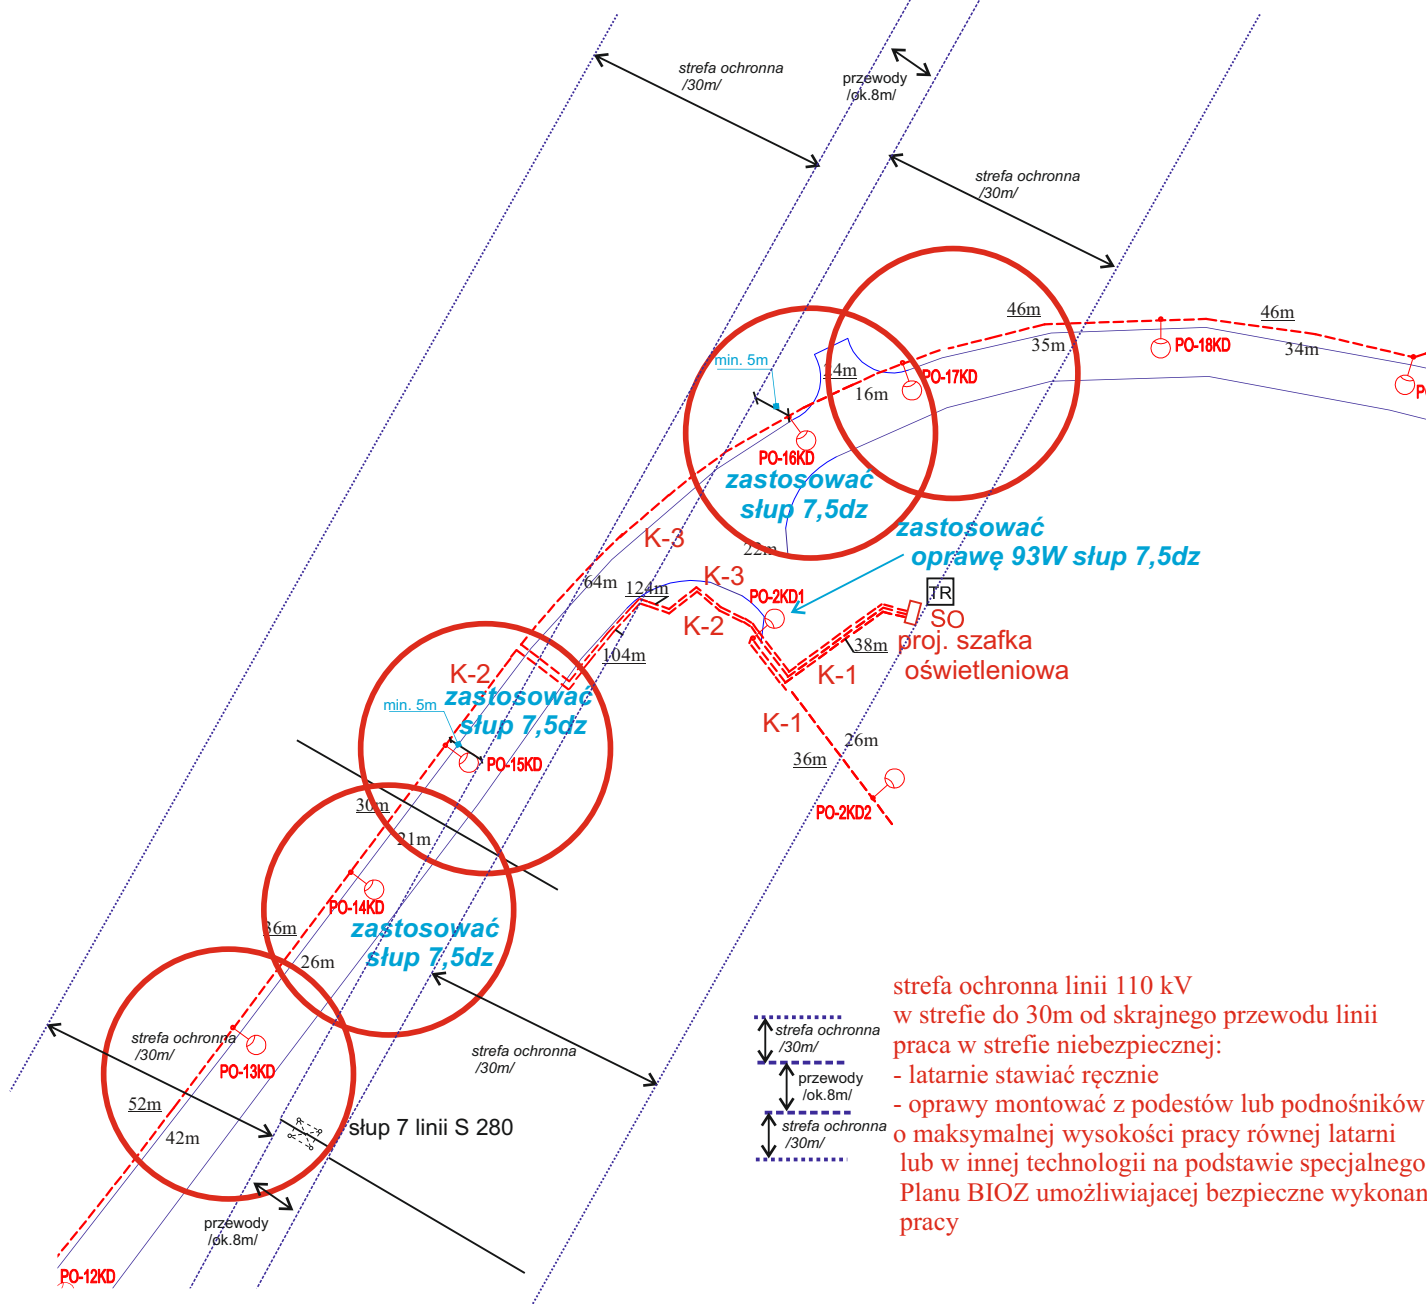 strefa ochronna
/30m/
przewody
/ok.8m/
strefa ochronna
/30m/
46m
46m
35m
34m
PO-18KD
min. 5m
24m
16m
PO-17KD
PO-16KD
zastosować
słup 7,5dz
zastosować
oprawę 93W słup 7,5dz
K-3
22m
64m
124m
K-3
PO-2KD1
TR
SO
K-2
104m
38m
proj. szafka
oświetleniowa
K-1
K-2
zastosować
słup 7,5dz
min. 5m
K-1
26m
36m
PO-15KD
PO-2KD2
30m
21m
PO-14KD
36m
zastosować
słup 7,5dz
26m
strefa ochronna
/30m/
strefa ochronna
/30m/
PO-13KD
52m
42m
słup 7 linii S 280
przewody
/ok.8m/
PO-12KD
strefa ochronna
/30m/
przewody
/ok.8m/
strefa ochronna
/30m/
strefa ochronna linii 110 kV
w strefie do 30m od skrajnego przewodu linii
praca w strefie niebezpiecznej:
- latarnie stawiać ręcznie
- oprawy montować z podestów lub podnośników
o maksymalnej wysokości pracy równej latarni
lub w innej technologii na podstawie specjalnego
Planu BIOZ umożliwiajacej bezpieczne wykonan
pracy